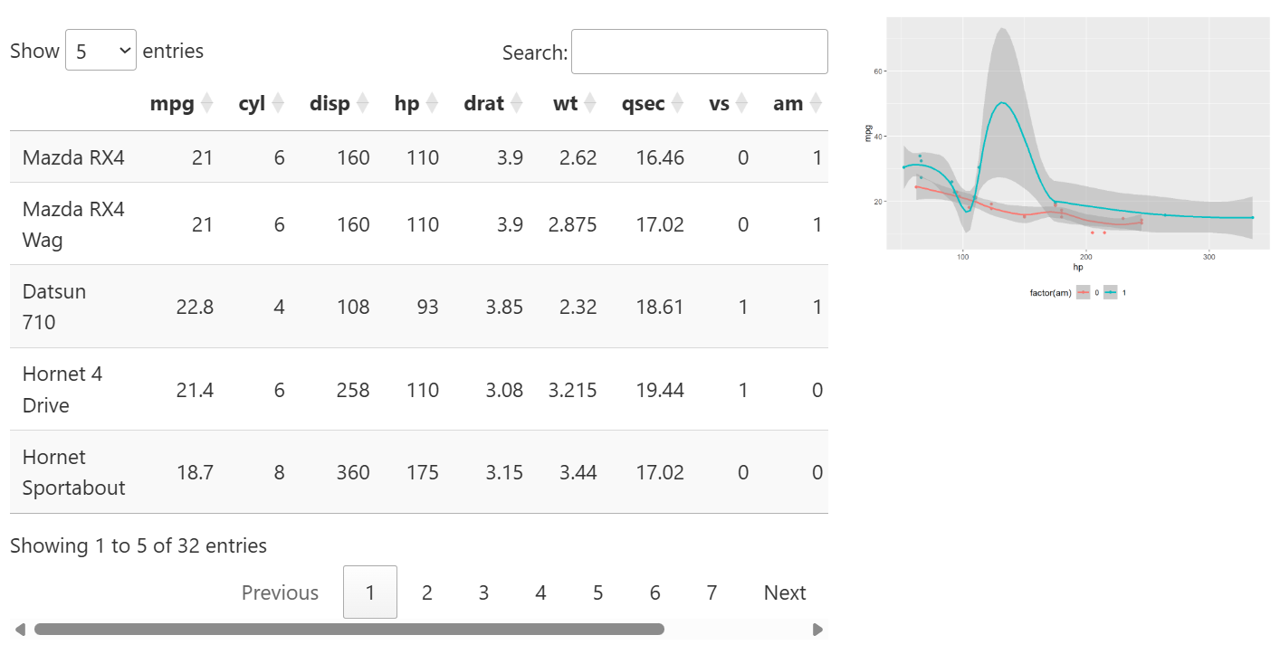 Show 5 entries
Search:
mpg cyl disp hp drat wt qsec vs am
Mazda RX4 21 6 160 110 3.9 2.62 16.46 0 1
Mazda RX4
Wag 21 6 160 110 3.9 2.875 17.02 0 1
Datsun
710 22.8 4 108 93 3.85 2.32 18.61 1 1
Hornet 4
Drive 21.4 6 258 110 3.08 3.215 19.44 1 0
Hornet
Sportabout 18.7 8 360 175 3.15 3.44 17.02 0 0
Showing 1 to 5 of 32 entries
Previous 1 2 3 4 5 6 7 Next
mpg
60
40
20
100 200 300
hp
factor(am) 0 1